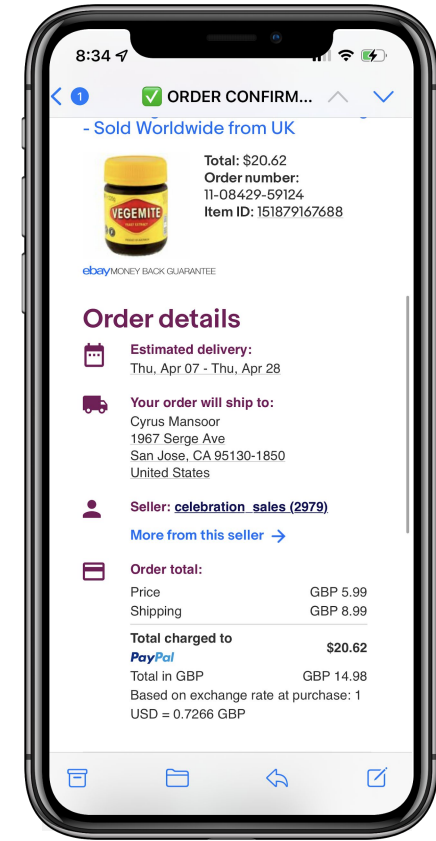 8:34
1
ORDER CONFIRM...
- Sold Worldwide from UK
Total: $20.62
Order number:
11-08429-59124
Item ID: 151879167688
VEGEMITE
ebay MONEY BACK GUARANTEE
Order details
Estimated delivery:
Thu, Apr 07 - Thu, Apr 28
Your order will ship to:
Cyrus Mansoor
1967 Serge Ave
San Jose, CA 95130-1850
United States
Seller: celebration_sales (2979)
More from this seller →
Order total:
Price GBP 5.99
Shipping GBP 8.99
Total charged to
PayPal $20.62
Total in GBP GBP 14.98
Based on exchange rate at purchase: 1
USD = 0.7266 GBP